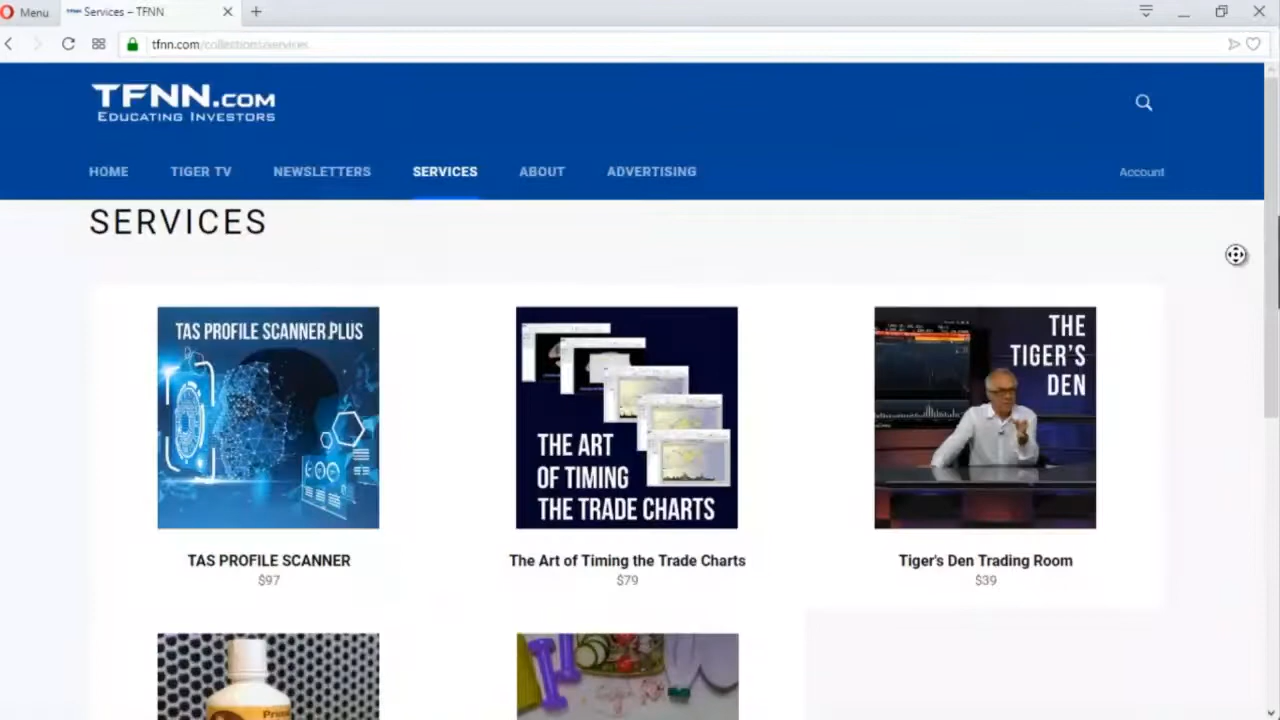 Menu
Services – TFNN
tfnn.com/collections/services
TFNN.COM
EDUCATING INVESTORS
HOME TIGER TV NEWSLETTERS SERVICES ABOUT ADVERTISING
Account
SERVICES
TAS PROFILE SCANNER PLUS
THE ART
OF TIMING
THE TRADE CHARTS
THE
TIGER'S
DEN
TAS PROFILE SCANNER
$97
The Art of Timing the Trade Charts
$79
Tiger's Den Trading Room
$39